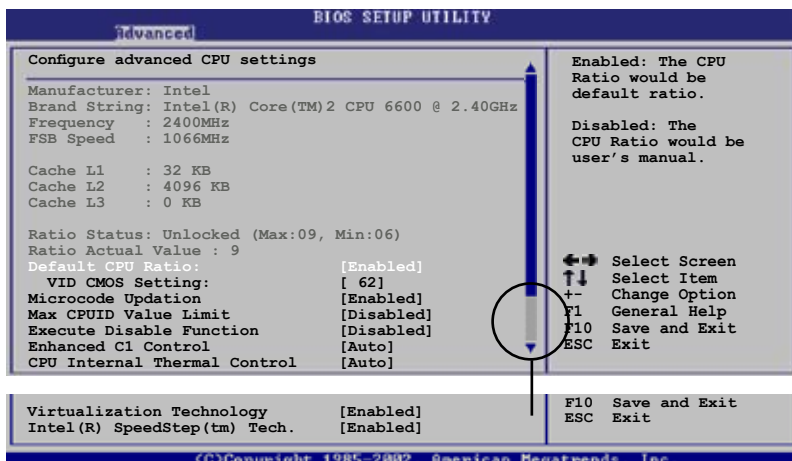 BIOS SETUP UTILITY
Advanced
Configure advanced CPU settings
Manufacturer: Intel
Brand String: Intel(R) Core(TM)2 CPU 6600 @ 2.40GHz
Frequency : 2400MHz
FSB Speed : 1066MHz
Cache L1 : 32 KB
Cache L2 : 4096 KB
Cache L3 : 0 KB
Ratio Status: Unlocked (Max:09, Min:06)
Ratio Actual Value : 9
Default CPU Ratio: [Enabled]
VID CMOS Setting: [ 62]
Microcode Updation [Enabled]
Max CPUID Value Limit [Disabled]
Execute Disable Function [Disabled]
Enhanced C1 Control [Auto]
CPU Internal Thermal Control [Auto]
Virtualization Technology [Enabled]
Intel(R) SpeedStep(tm) Tech. [Enabled]
Enabled: The CPU
Ratio would be
default ratio.
Disabled: The
CPU Ratio would be
user's manual.
Select Screen
Select Item
+- Change Option
F1 General Help
F10 Save and Exit
ESC Exit
F10 Save and Exit
ESC Exit
(C)Copyright 1985-2002, American Megatrends, Inc